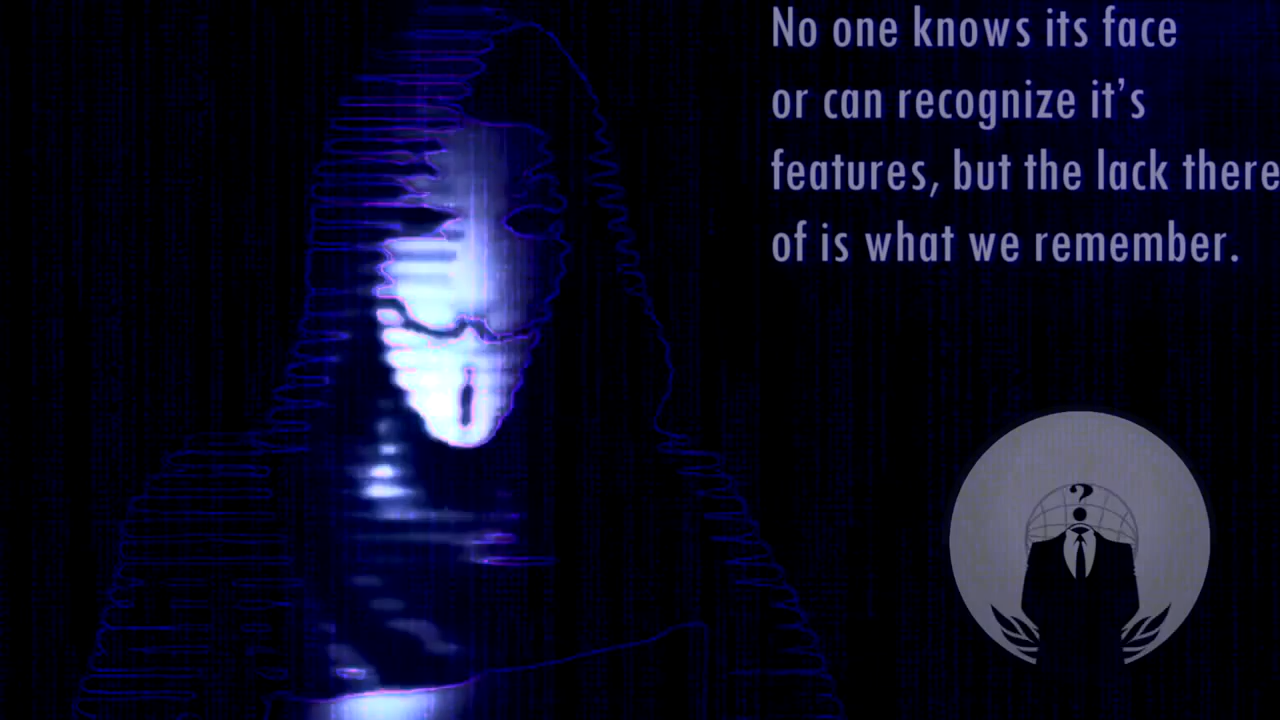 No one knows its face
or can recognize it's
features, but the lack there
of is what we remember.
?